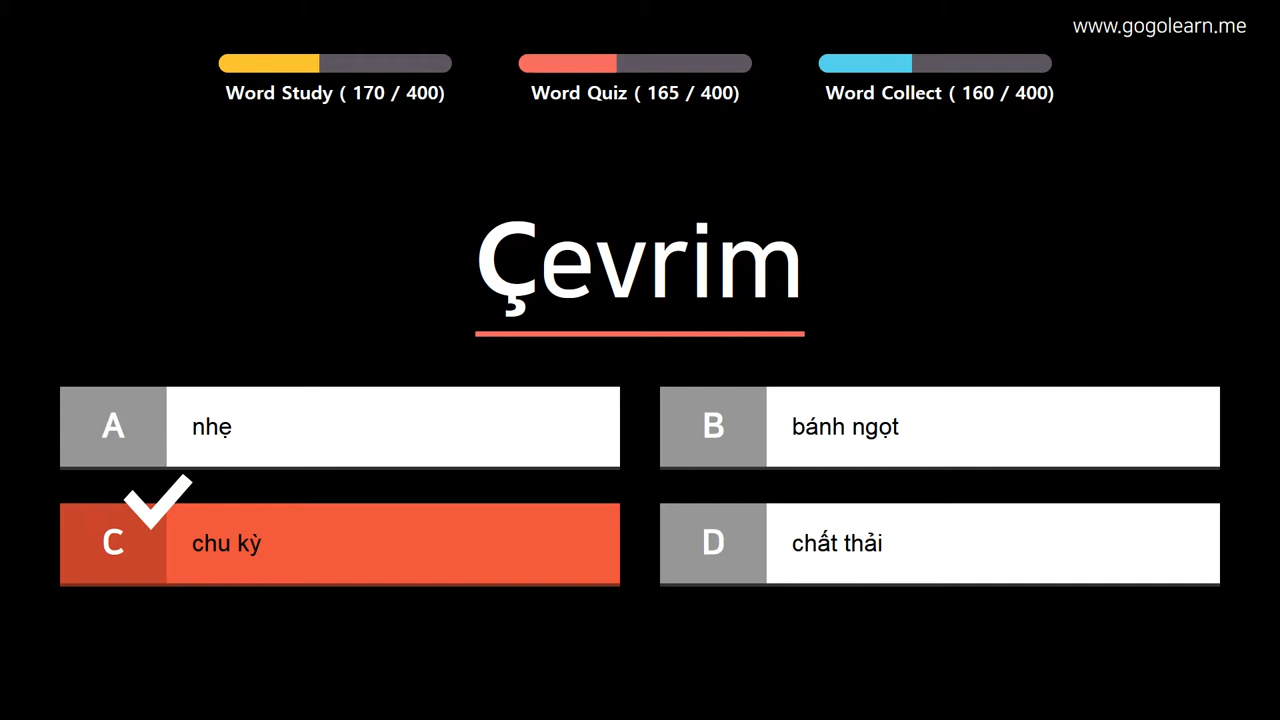 www.gogolearn.me
Word Study ( 170 / 400)
Word Quiz ( 165 / 400)
Word Collect ( 160 / 400)
Çevrim
A nhẹ
B bánh ngọt
C chu kỳ
D chất thải